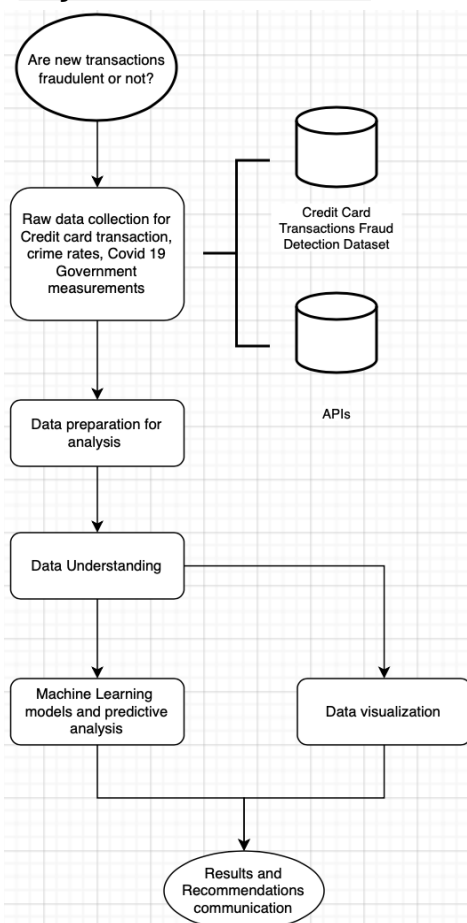 Are new transactions
fraudulent or not?
Raw data collection for
Credit card transaction,
crime rates, Covid 19
Government
measurements
Credit Card
Transactions Fraud
Detection Dataset
APIs
Data preparation for
analysis
Data Understanding
Machine Learning
models and predictive
analysis
Data visualization
Results and
Recommendations
communication